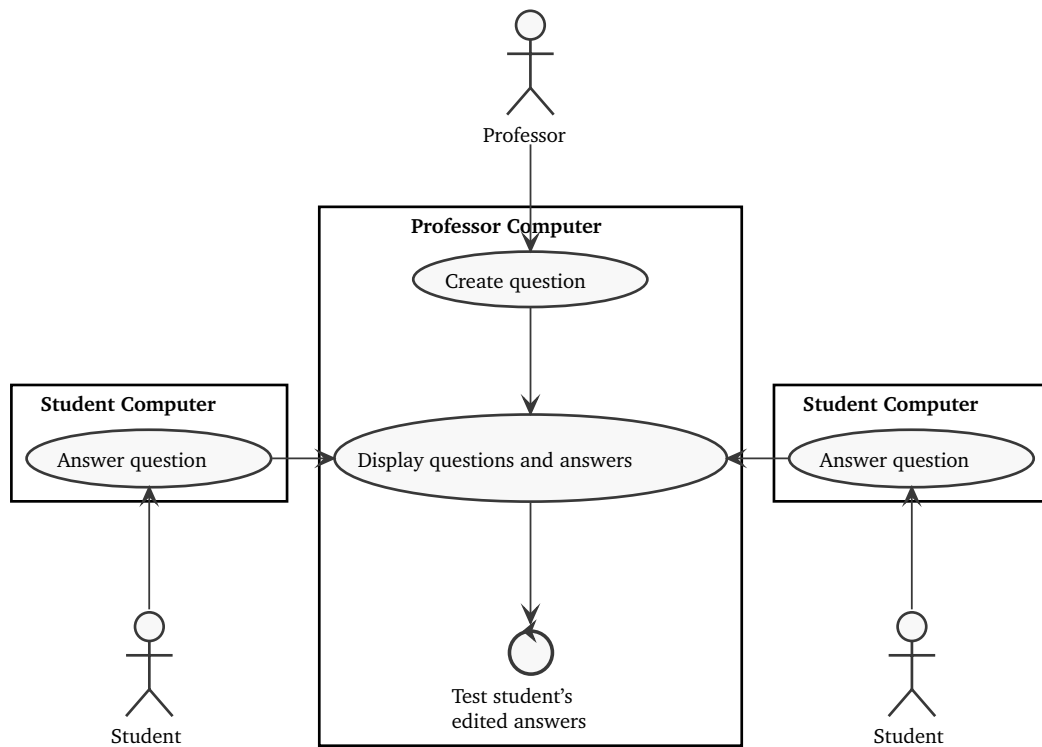 Professor
Professor Computer
Create question
Student Computer
Student Computer
Answer question
Display questions and answers
Answer question
Test student’s
edited answers
Student
Student